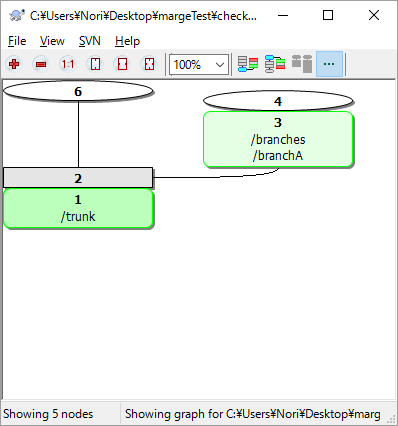 C:¥Users¥Nori¥Desktop¥margeTest¥check...
File View SVN Help
1:1 100% ...
6
4
3
/branches
/branchA
2
1
/trunk
Showing 5 nodes Showing graph for C:¥Users¥Nori¥Desktop¥marg